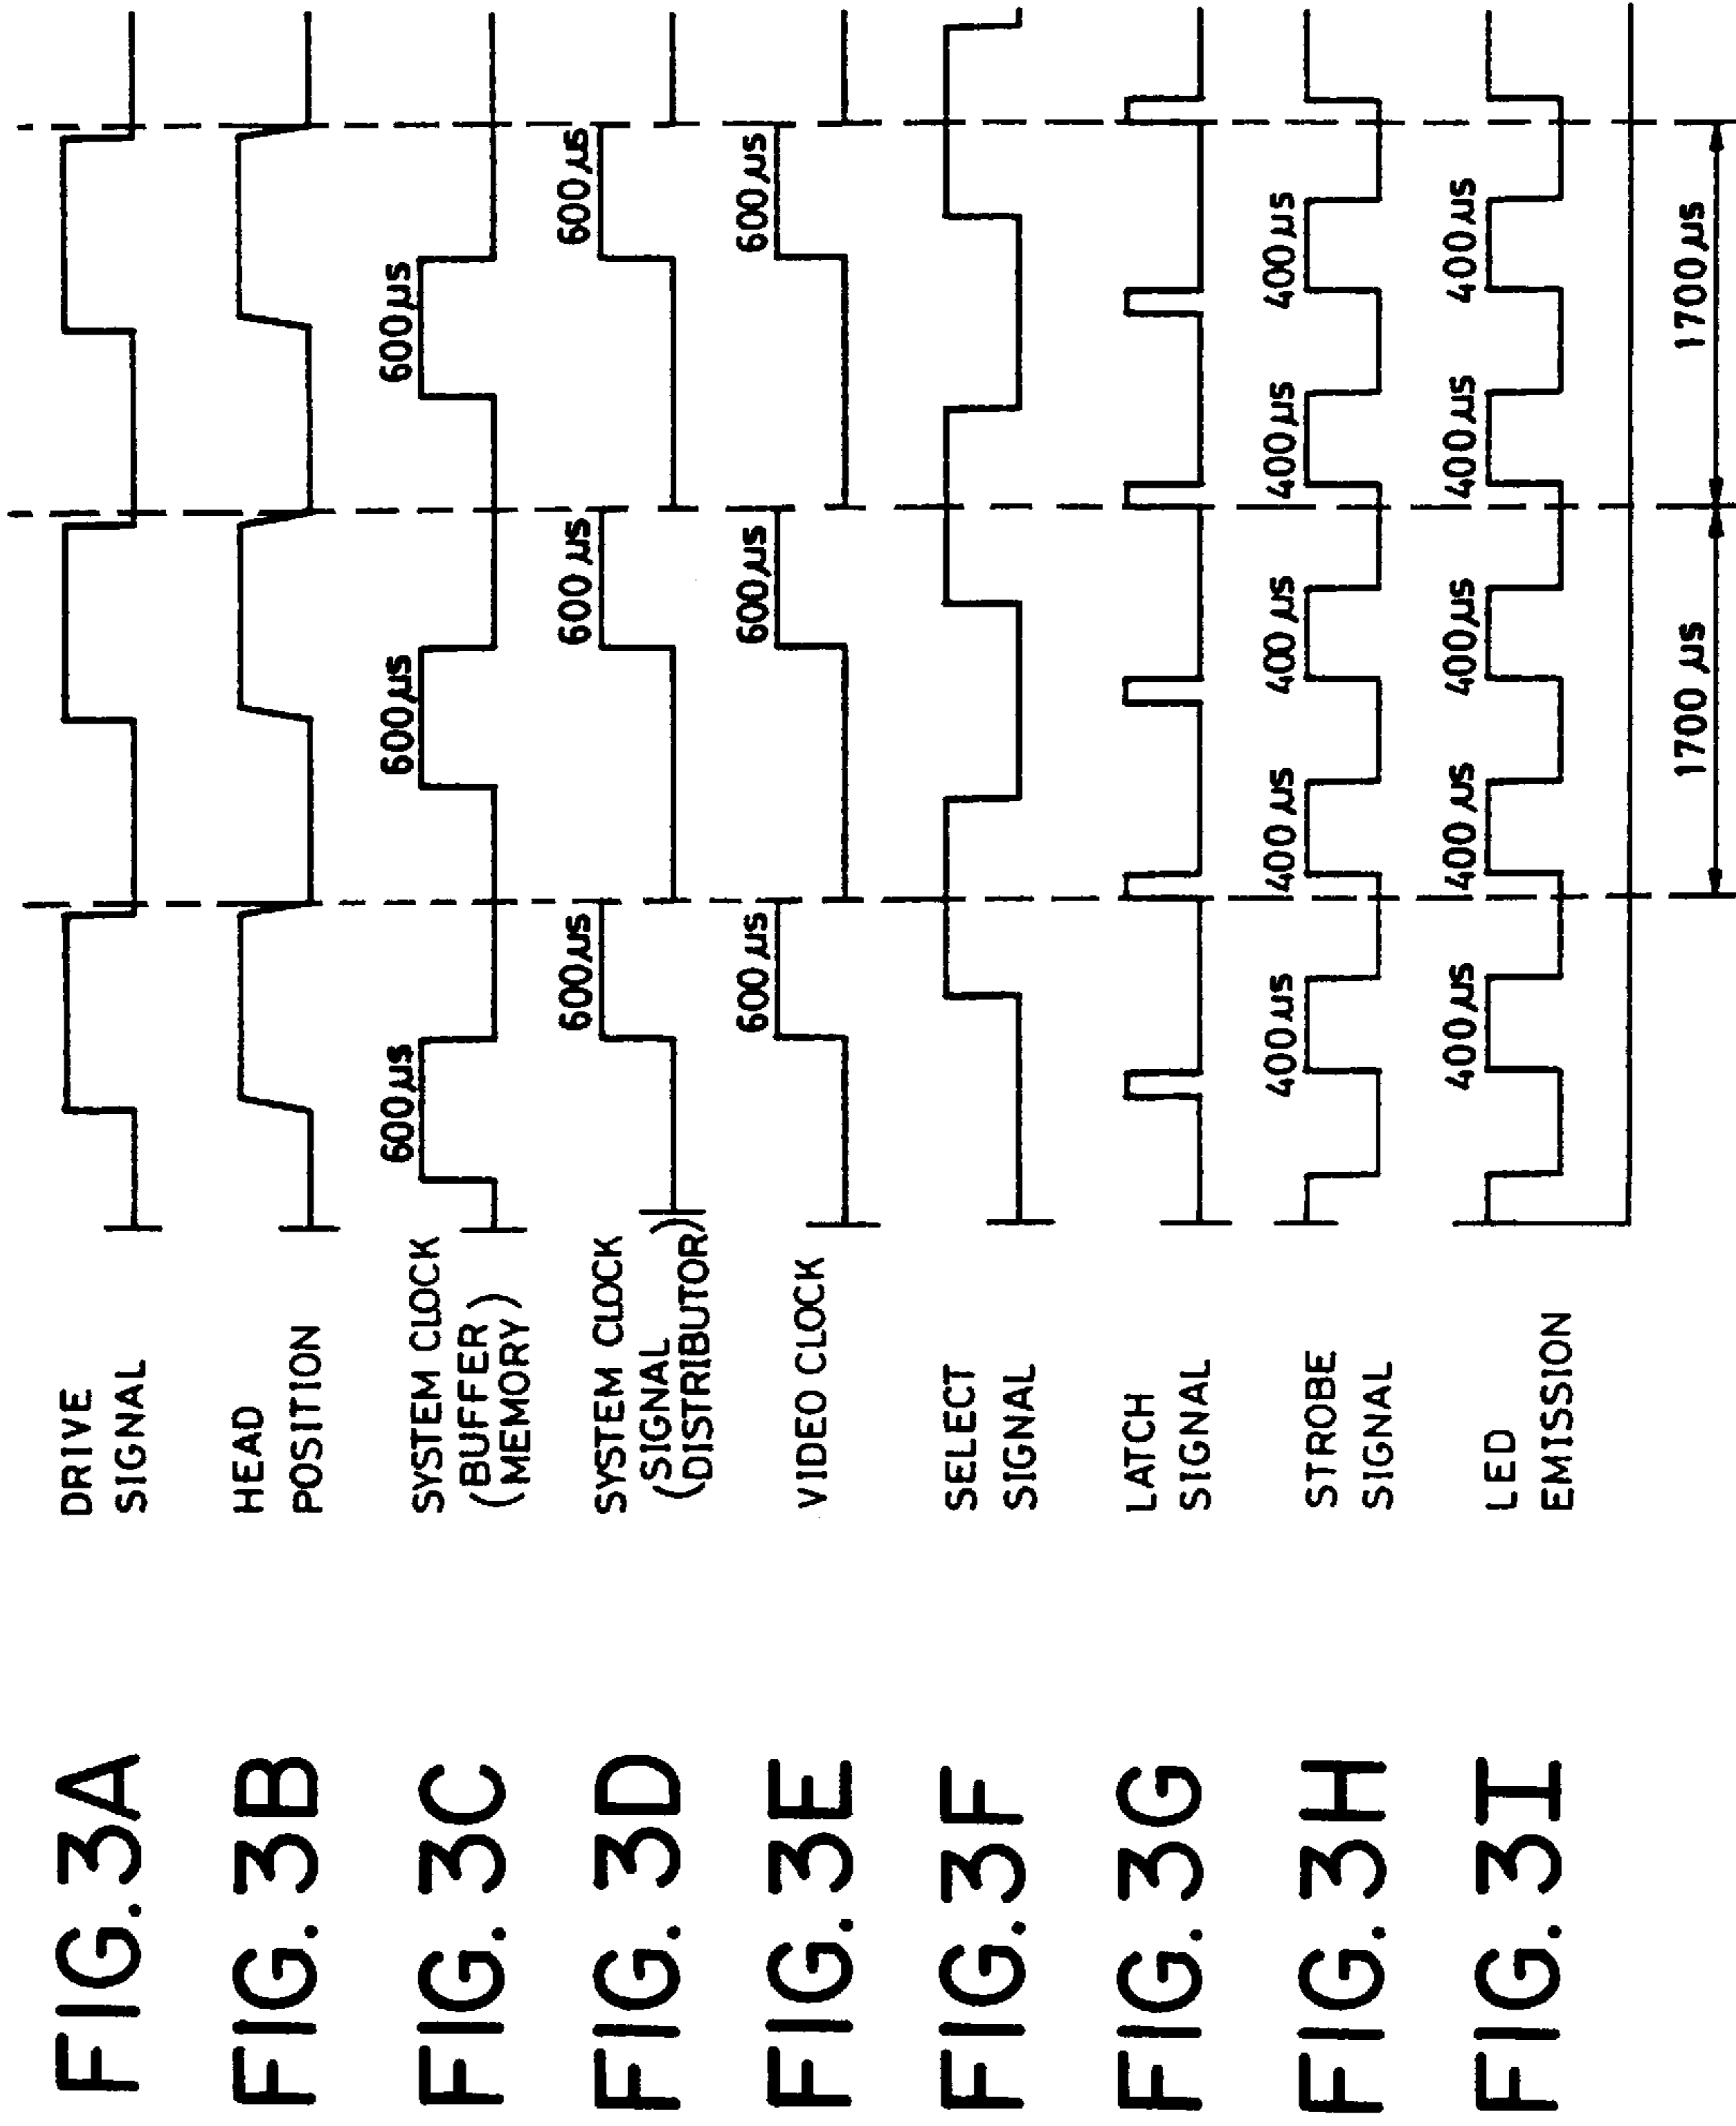 FIG. 3A
DRIVE
SIGNAL
FIG. 3B
HEAD
POSITION
FIG. 3C
SYSTEM CLOCK
(BUFFER )
(MEMORY)
600μs 600μs 600μs
FIG. 3D
SYSTEM CLOCK
(SIGNAL )
(DISTRIBUTOR)
600μs 600μs 600μs
FIG. 3E
VIDEO CLOCK
600μs 600μs 600μs
FIG. 3F
SELECT
SIGNAL
FIG. 3G
LATCH
SIGNAL
FIG. 3H
STROBE
SIGNAL
400μs 400μs 400μs 400μs 400μs
FIG. 3I
LED
EMISSION
400μs 400μs 400μs 400μs 400μs
1700μs 1700μs